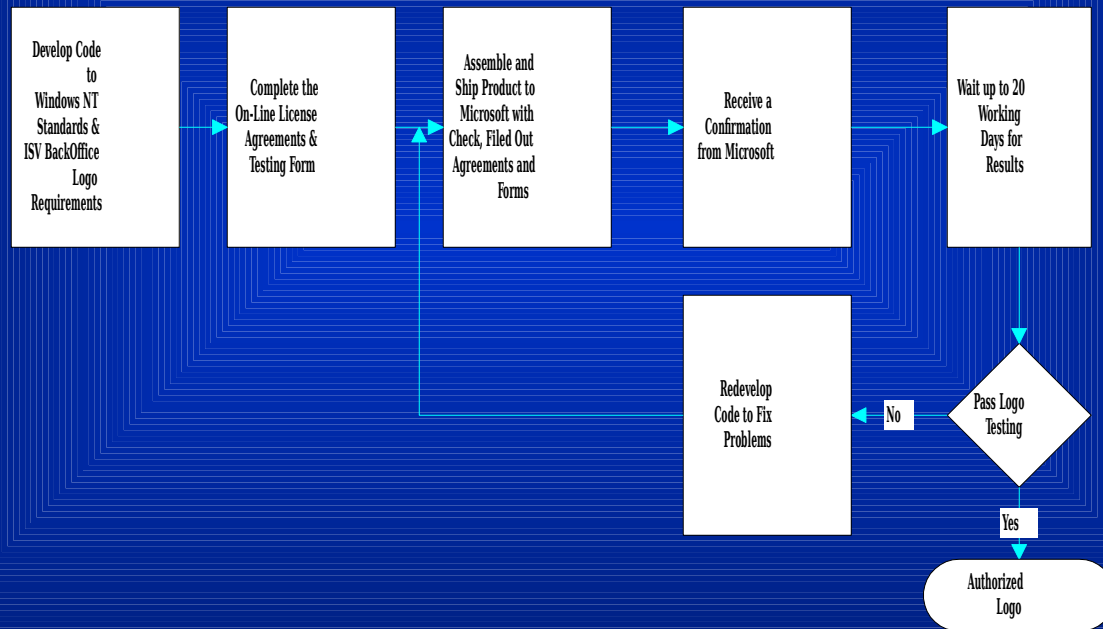 Develop Code
to
Windows NT
Standards &
ISV BackOffice
Logo
Requirements
Complete the
On-Line License
Agreements &
Testing Form
Assemble and
Ship Product to
Microsoft with
Check, Filed Out
Agreements and
Forms
Receive a
Confirmation
from Microsoft
Wait up to 20
Working
Days for
Results
Redevelop
Code to Fix
Problems
No
Pass Logo
Testing
Yes
Authorized
Logo